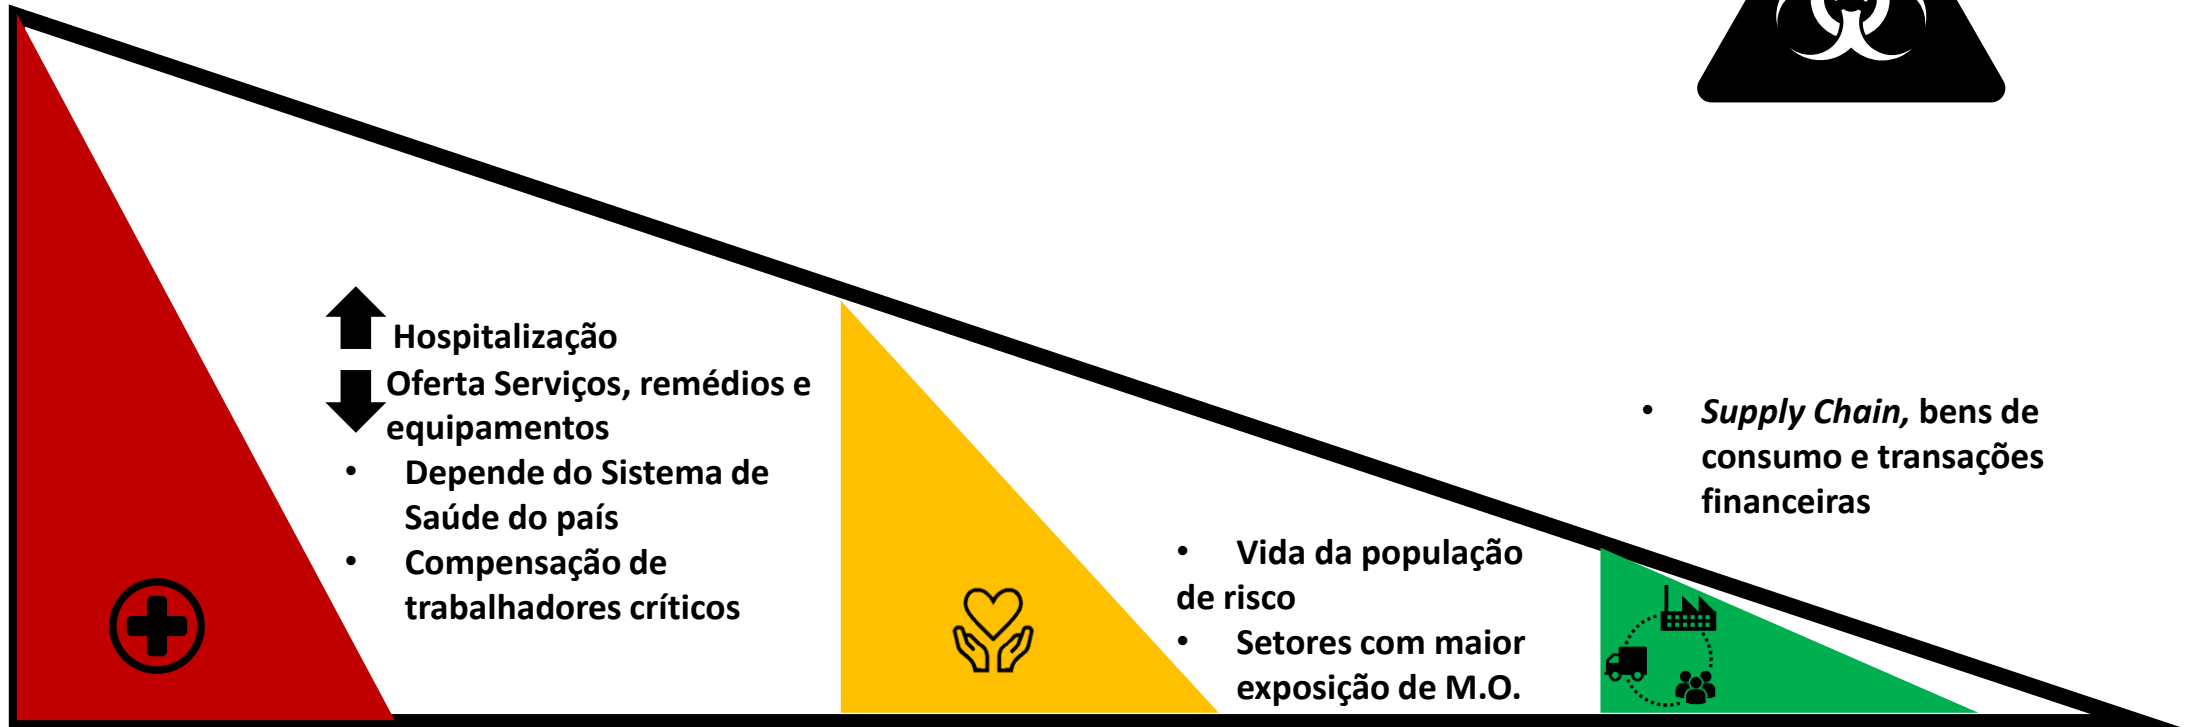 Hospitalização
Oferta Serviços, remédios e
equipamentos
• Depende do Sistema de
Saúde do país
• Compensação de
trabalhadores críticos
• Vida da população
de risco
• Setores com maior
exposição de M.O.
• Supply Chain, bens de
consumo e transações
financeiras